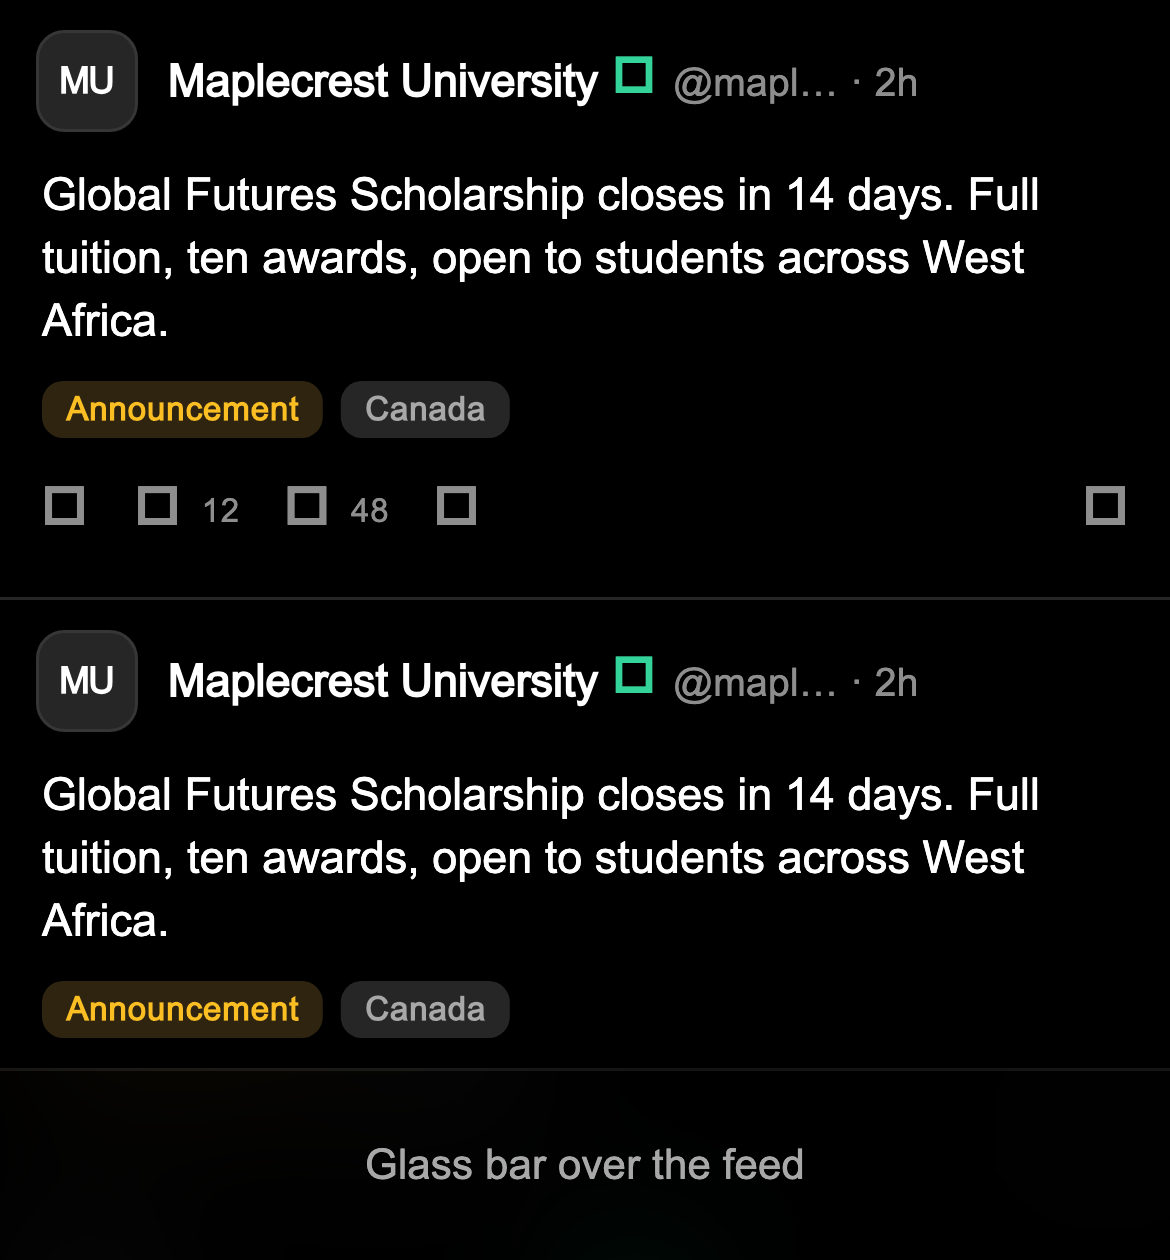 MU Maplecrest University @mapl... · 2h
Global Futures Scholarship closes in 14 days. Full
tuition, ten awards, open to students across West
Africa.
Announcement Canada
12 48
MU Maplecrest University @mapl... · 2h
Global Futures Scholarship closes in 14 days. Full
tuition, ten awards, open to students across West
Africa.
Announcement Canada
Glass bar over the feed